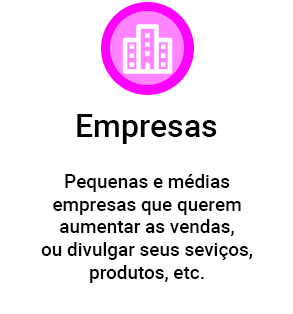 Empresas
Pequenas e médias
empresas que querem
aumentar as vendas,
ou divulgar seus seviços,
produtos, etc.